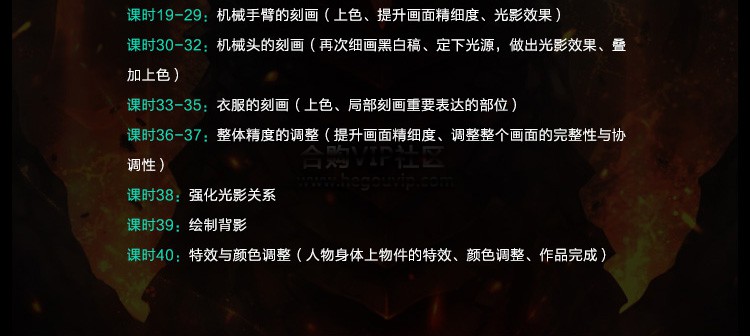 课时19-29：机械手臂的刻画（上色、提升画面精细度、光影效果）
课时30-32：机械头的刻画（再次细画黑白稿、定下光源，做出光影效果、叠
加上色）
课时33-35：衣服的刻画（上色、局部刻画重要表达的部位）
课时36-37：整体精度的调整（提升画面精细度、调整整个画面的完整性与协
合购VIP社区
调性）
www.hegouvip.com
课时38：强化光影关系
课时39：绘制背影
课时40：特效与颜色调整（人物身体上物件的特效、颜色调整、作品完成）